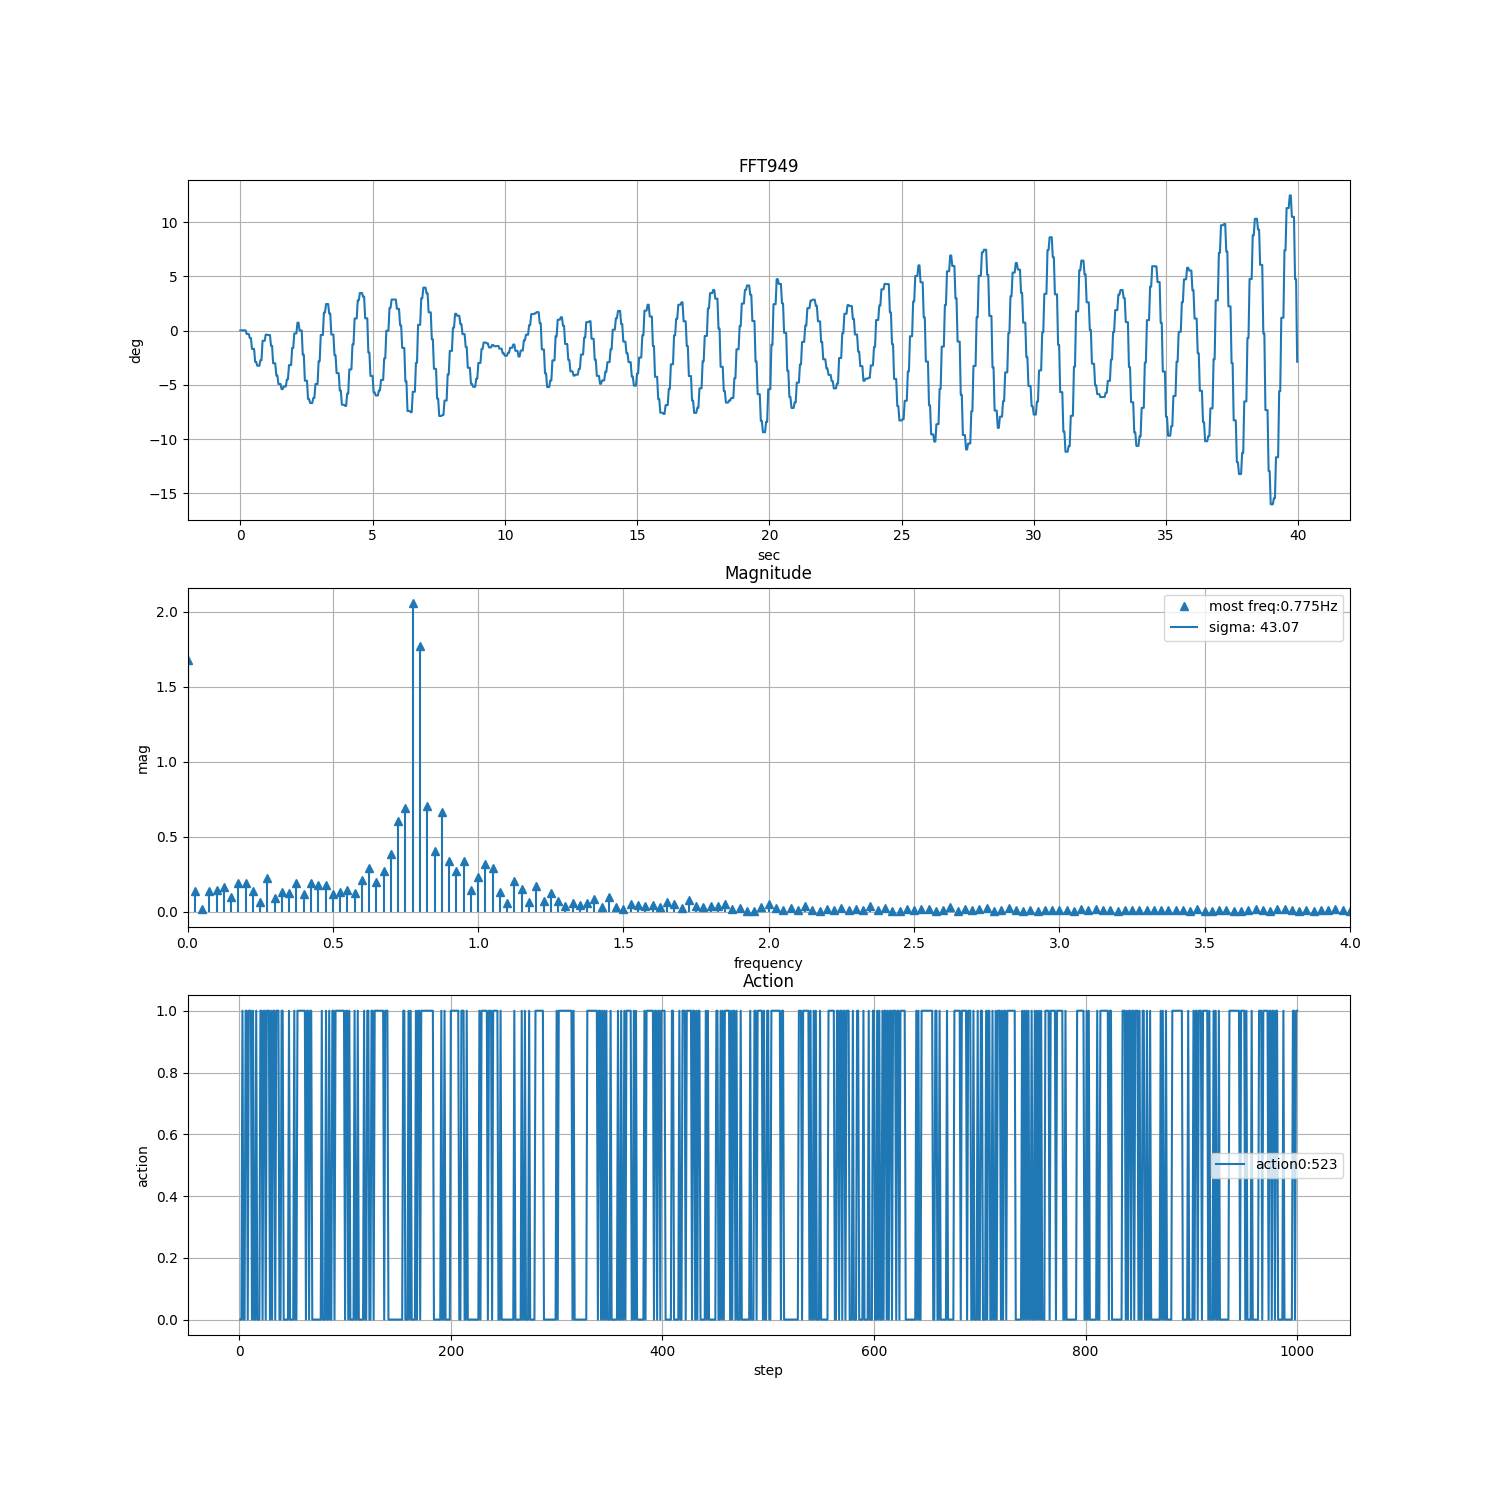 FFT949
10
5
0
−5
−10
−15
deg
0 5 10 15 20 25 30 35 40
sec
Magnitude
most freq:0.775Hz
sigma: 43.07
2.0
1.5
1.0
0.5
0.0
mag
0.0 0.5 1.0 1.5 2.0 2.5 3.0 3.5 4.0
frequency
Action
1.0
0.8
0.6
0.4
0.2
0.0
action
action0:523
0 200 400 600 800 1000
step